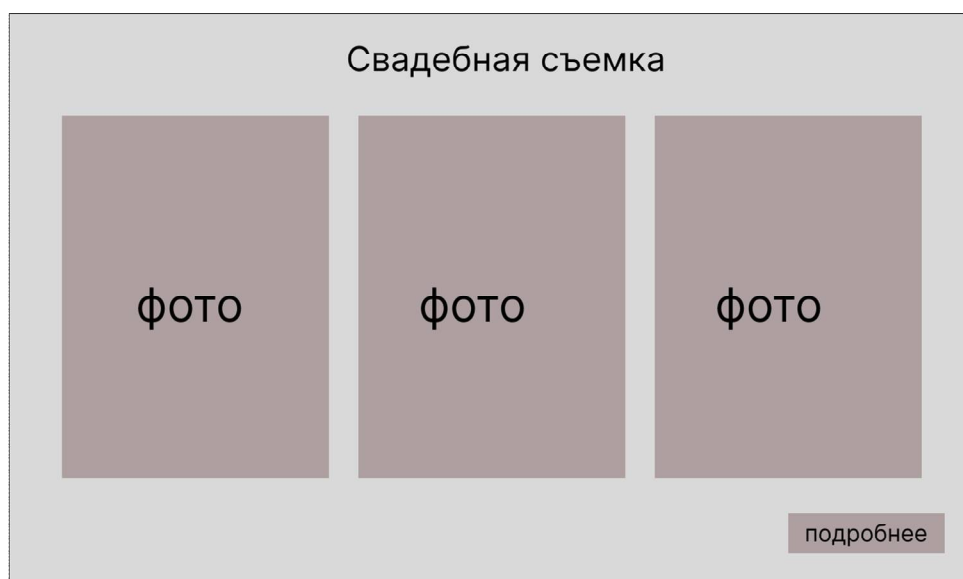 Свадебная съемка
фото фото фото
подробнее